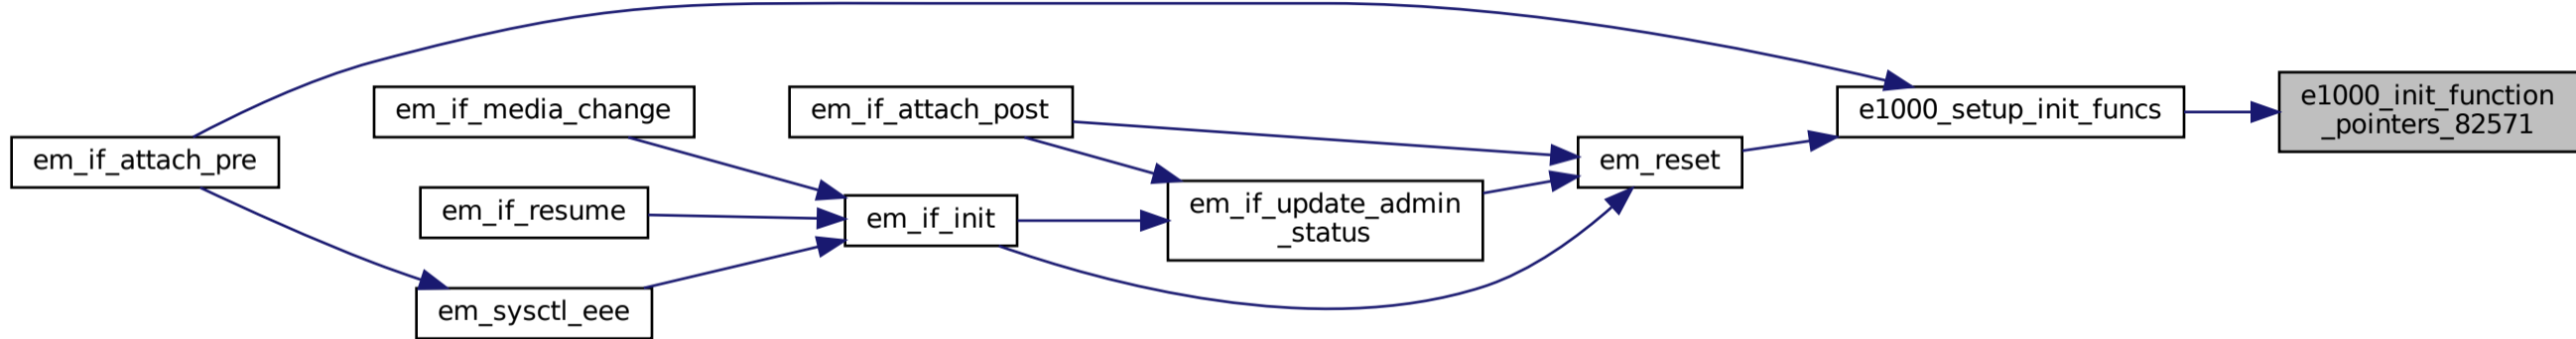 em_if_attach_pre
em_if_media_change
em_if_resume
em_sysctl_eee
em_if_attach_post
em_if_init
em_if_update_admin
_status
em_reset
e1000_setup_init_funcs
e1000_init_function
_pointers_82571